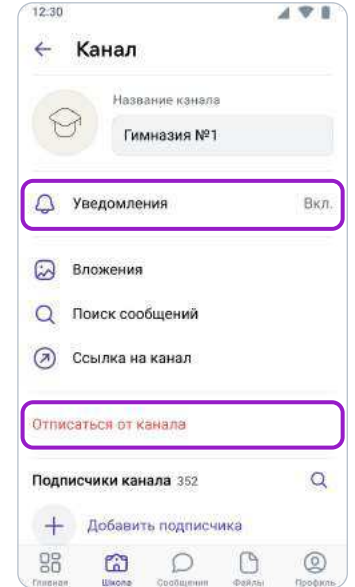 12:30
Канал
Название канала
Гимназия №1
Уведомления Вкл.
Вложения
Поиск сообщений
Ссылка на канал
Отписаться от канала
Подписчики канала 352
Добавить подписчика
Главная Школа Сообщения Файлы Профиль